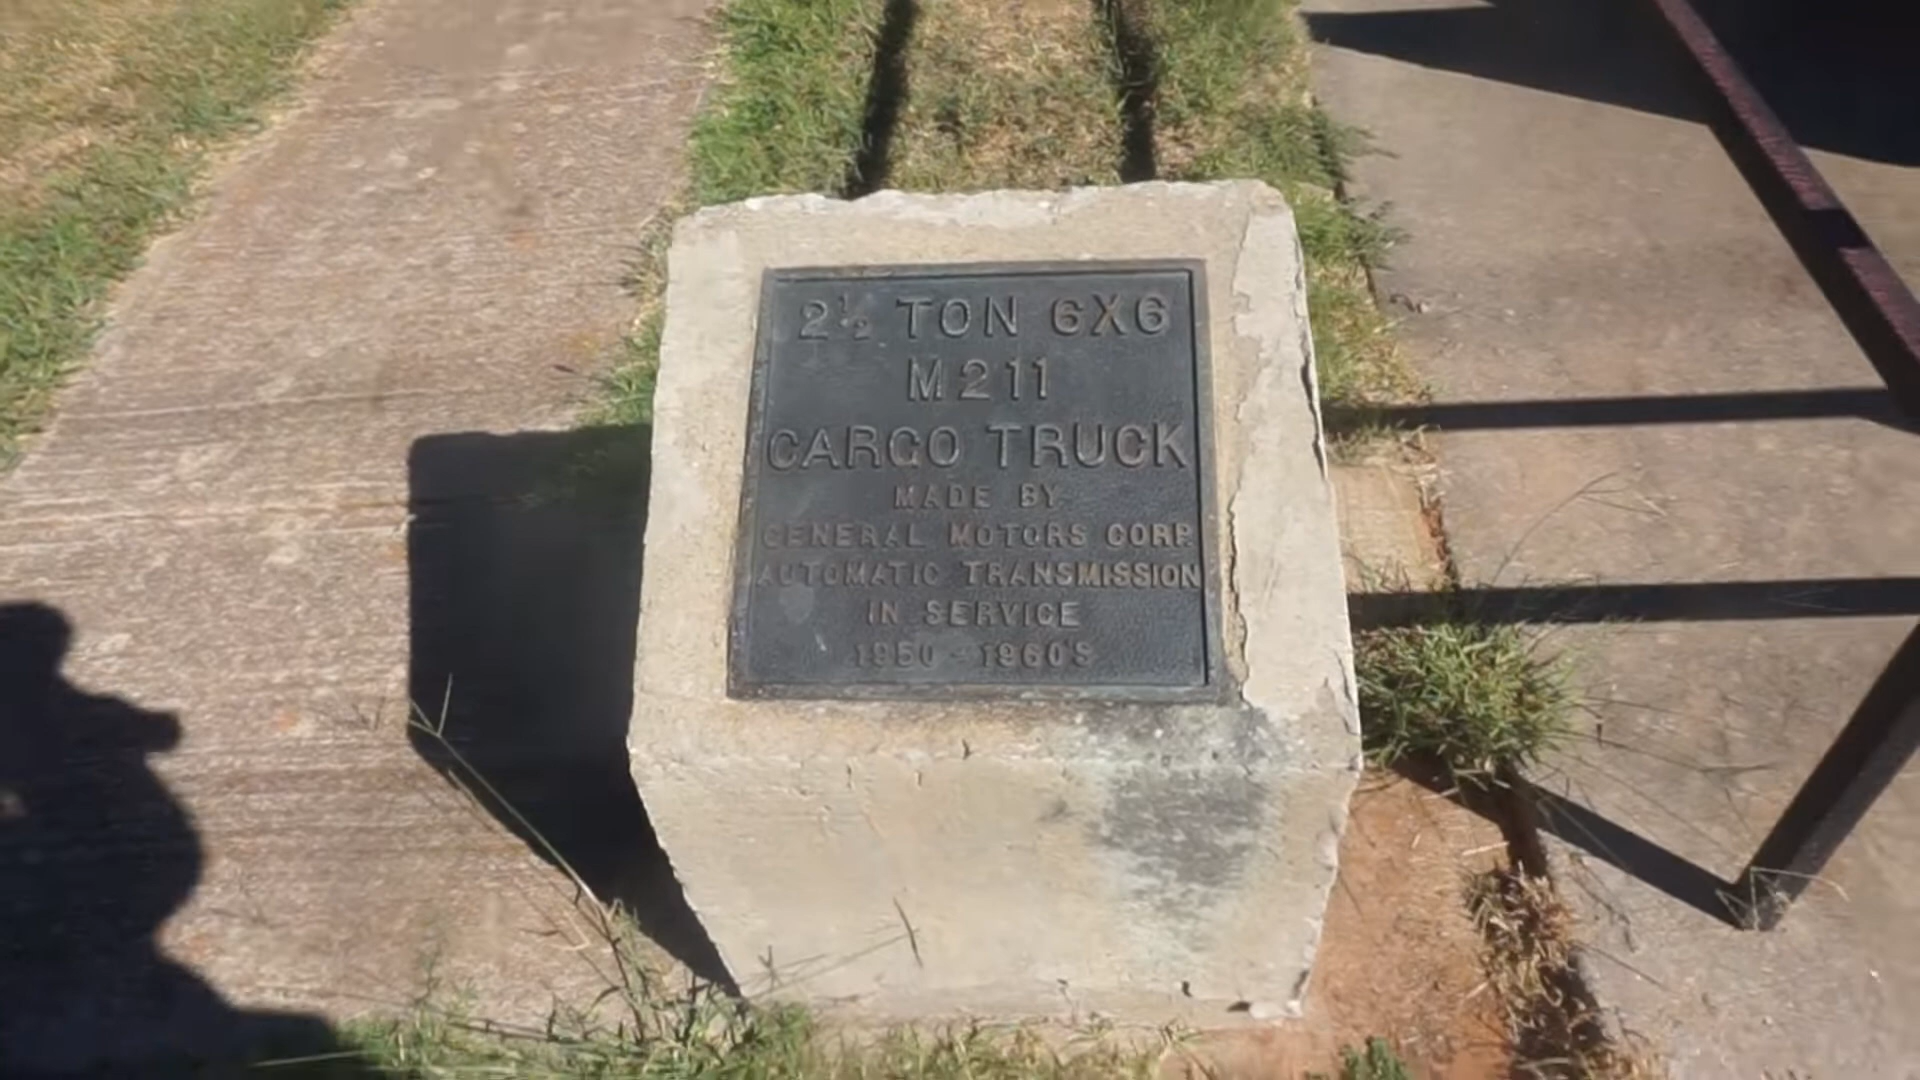 2½ TON 6X6
M211
CARGO TRUCK
MADE BY
GENERAL MOTORS CORP.
AUTOMATIC TRANSMISSION
IN SERVICE
1950 - 1960'S